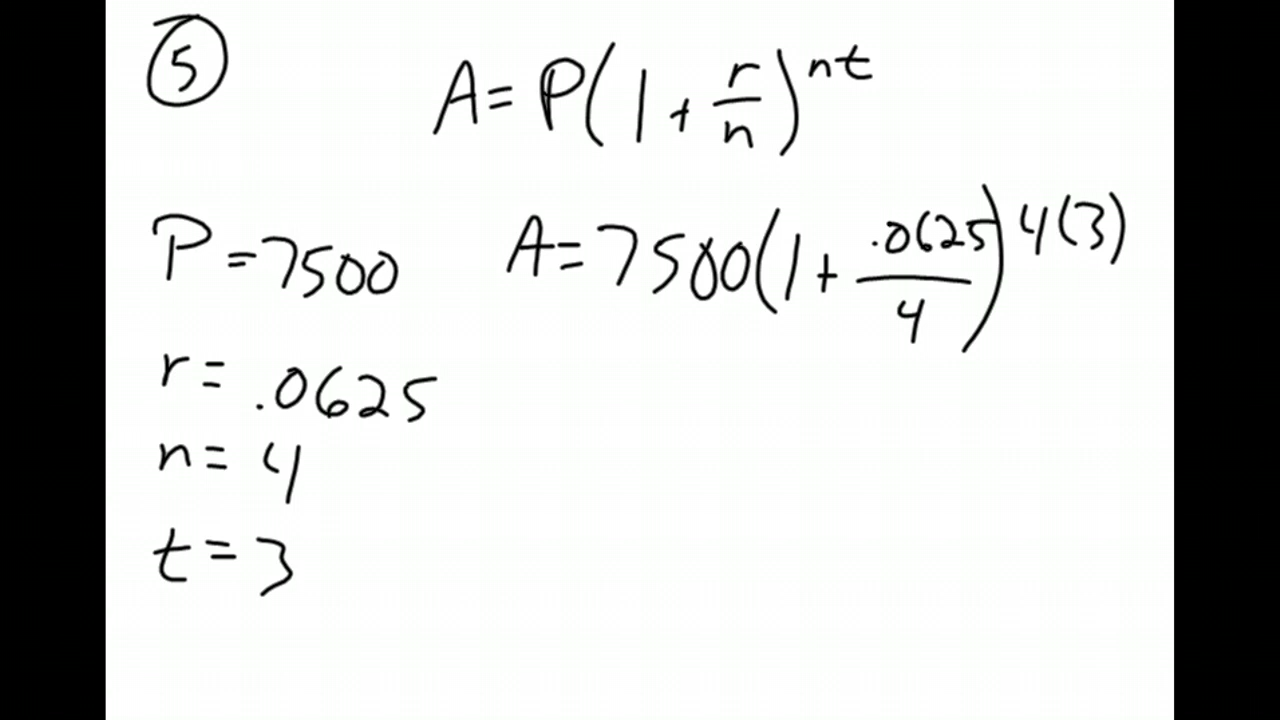 ⑤
A = P(1 + r/n)^nt
P = 7500
A = 7500(1 + .0625/4)^4(3)
r = .0625
n = 4
t = 3